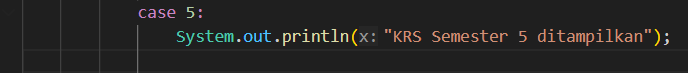 case 5:
System.out.println(x: "KRS Semester 5 ditampilkan");